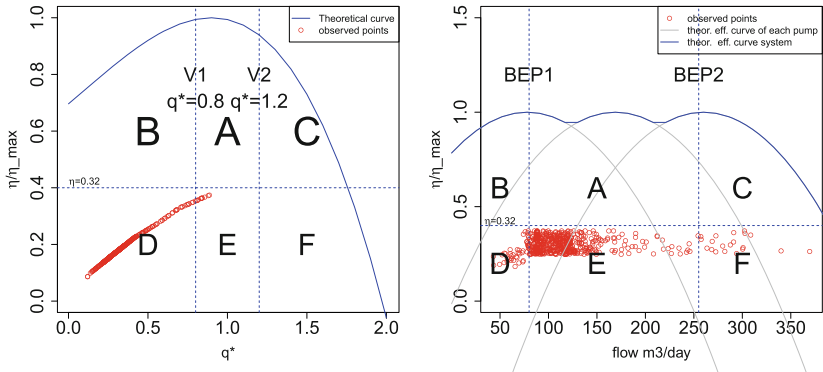 Theoretical curve
observed points
V1 V2
q*=0.8 q*=1.2
B A C
η=0.32
D E F
η/η_max
0.0 0.2 0.4 0.6 0.8 1.0
0.0 0.5 1.0 1.5 2.0
q*
observed points
theor. eff. curve of each pump
theor. eff. curve system
BEP1 BEP2
B A C
η=0.32
D E F
η/η_max
0.0 0.5 1.0 1.5
50 100 150 200 250 300 350
flow m3/day